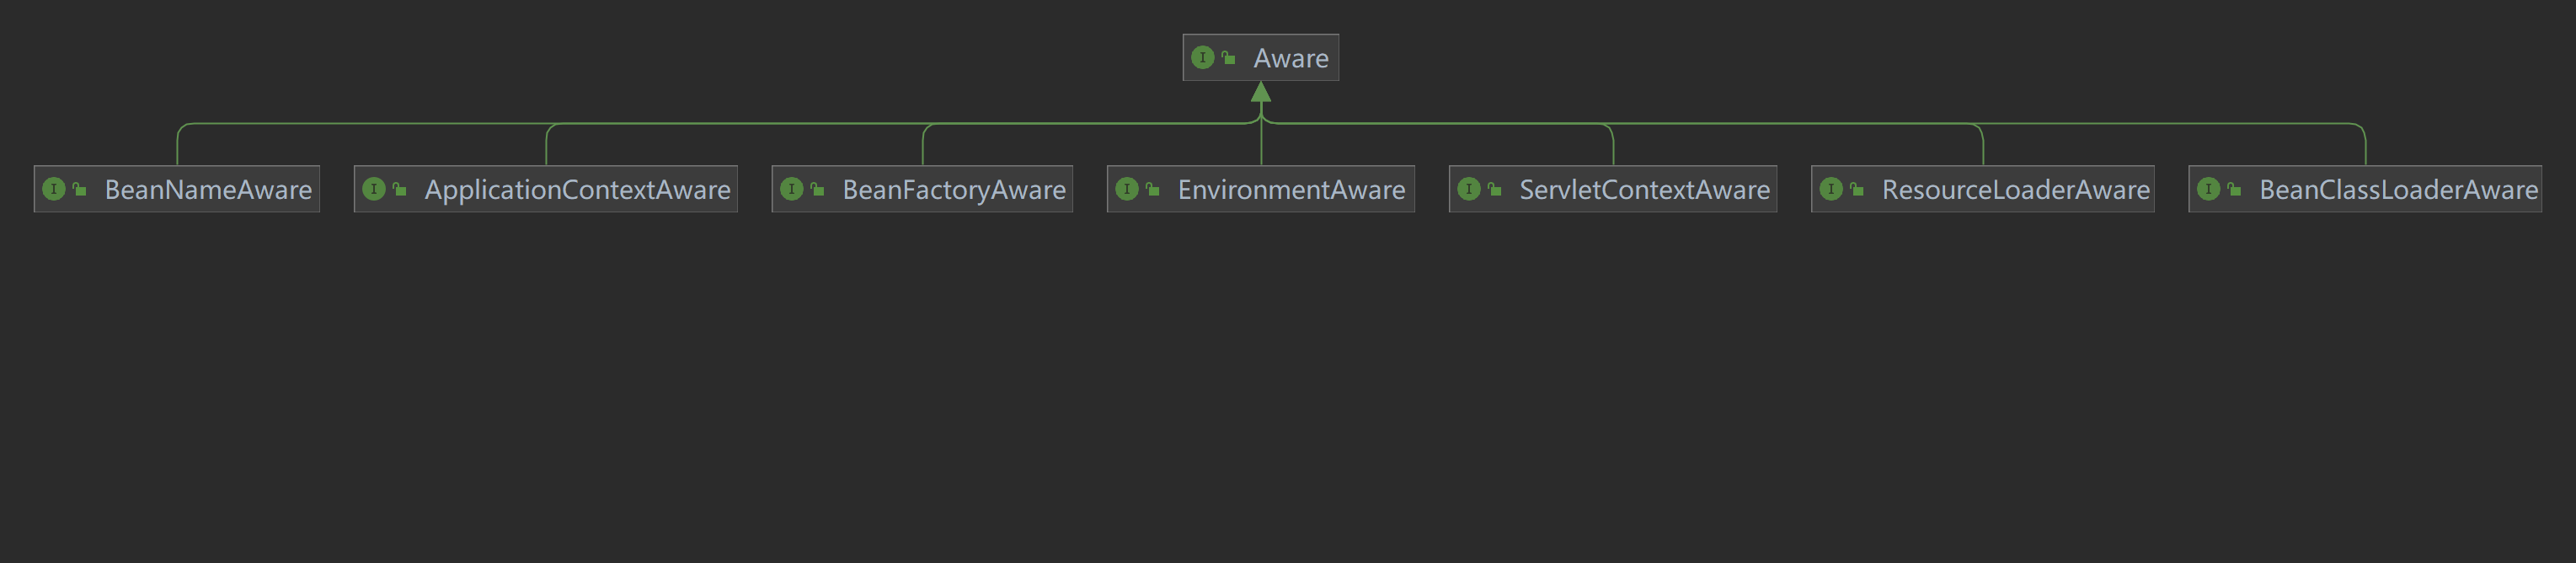 Aware
BeanNameAware
ApplicationContextAware
BeanFactoryAware
EnvironmentAware
ServletContextAware
ResourceLoaderAware
BeanClassLoaderAware